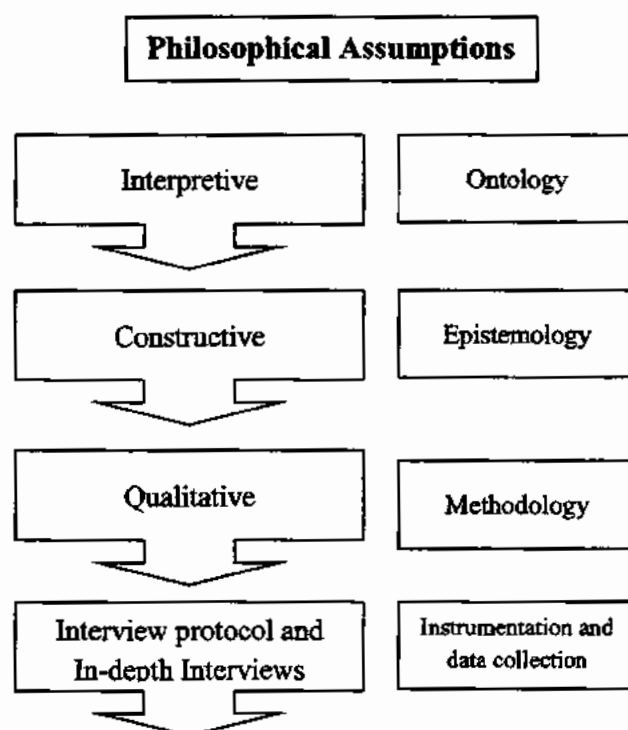 Philosophical Assumptions
Interpretive
Ontology
Constructive
Epistemology
Qualitative
Methodology
Interview protocol and
In-depth Interviews
Instrumentation and
data collection